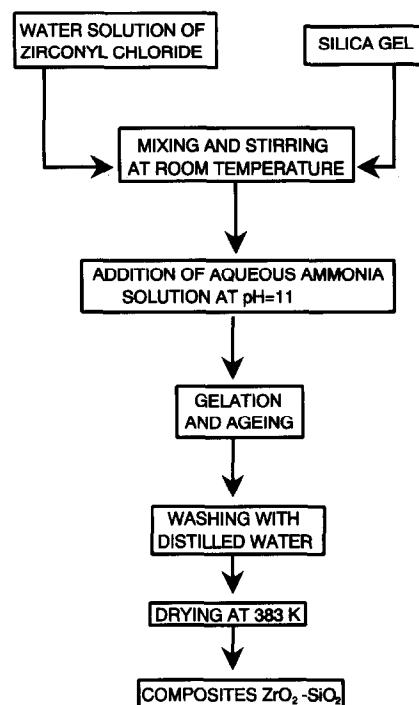 WATER SOLUTION OF
ZIRCONYL CHLORIDE
SILICA GEL
MIXING AND STIRRING
AT ROOM TEMPERATURE
ADDITION OF AQUEOUS AMMONIA
SOLUTION AT pH=11
GELATION
AND AGEING
WASHING WITH
DISTILLED WATER
DRYING AT 383 K
COMPOSITES ZrO₂-SiO₂